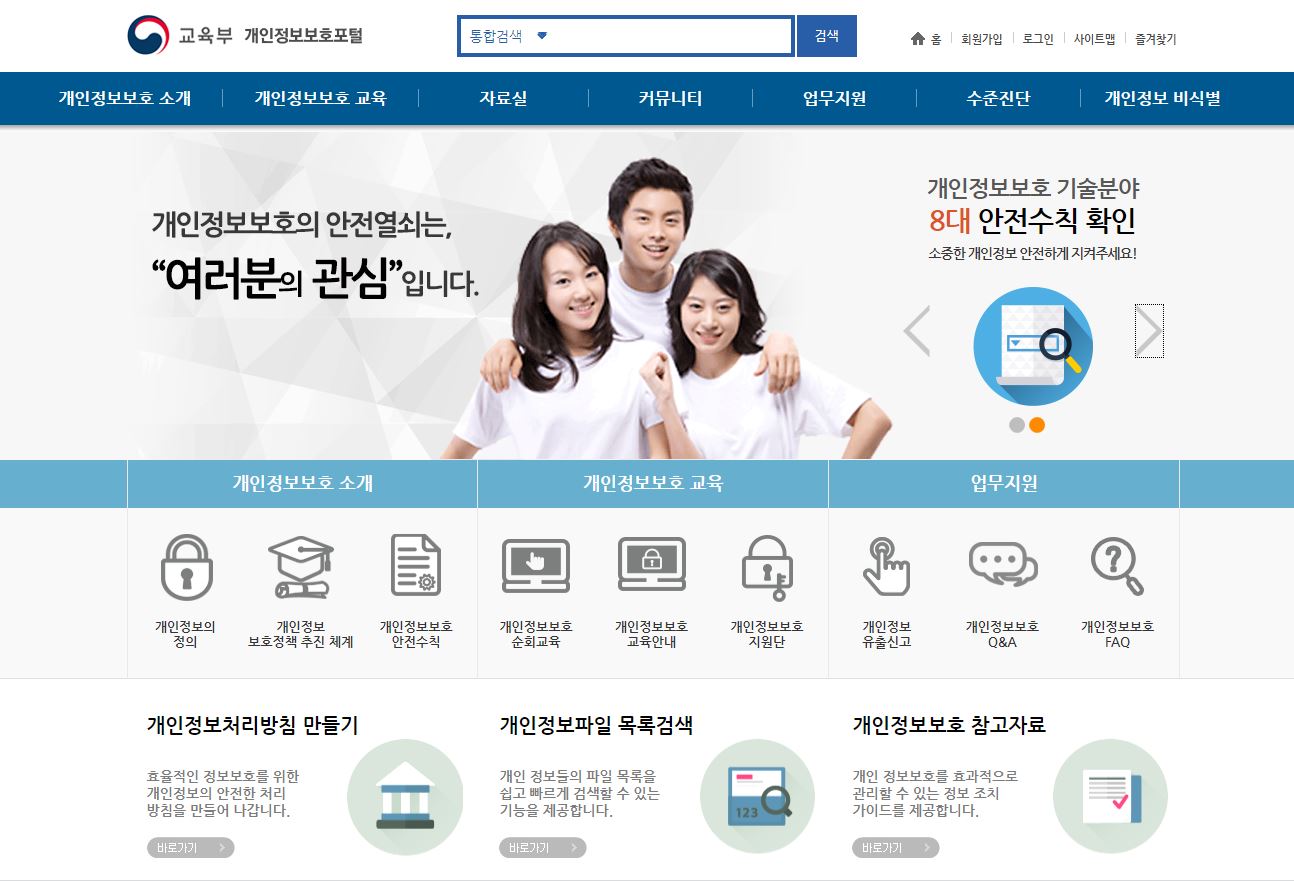 교육부 개인정보보호포털
통합검색
검색
홈 회원가입 로그인 사이트맵 즐겨찾기
개인정보보호 소개 개인정보보호 교육 자료실 커뮤니티 업무지원 수준진단 개인정보 비식별
개인정보보호의 안전열쇠는,
“여러분의 관심”입니다.
개인정보보호 기술분야
8대 안전수칙 확인
소중한 개인정보 안전하게 지켜주세요!
개인정보보호 소개 개인정보보호 교육 업무지원
개인정보의
정의
개인정보
보호정책 추진 체계
개인정보보호
안전수칙
개인정보보호
순회교육
개인정보보호
교육안내
개인정보보호
지원단
개인정보
유출신고
개인정보보호
Q&A
개인정보보호
FAQ
개인정보처리방침 만들기
효율적인 정보보호를 위한
개인정보의 안전한 처리
방침을 만들어 나갑니다.
바로가기
개인정보파일 목록검색
개인 정보들의 파일 목록을
쉽고 빠르게 검색할 수 있는
기능을 제공합니다.
123
바로가기
개인정보보호 참고자료
개인 정보보호를 효과적으로
관리할 수 있는 정보 조치
가이드를 제공합니다.
바로가기